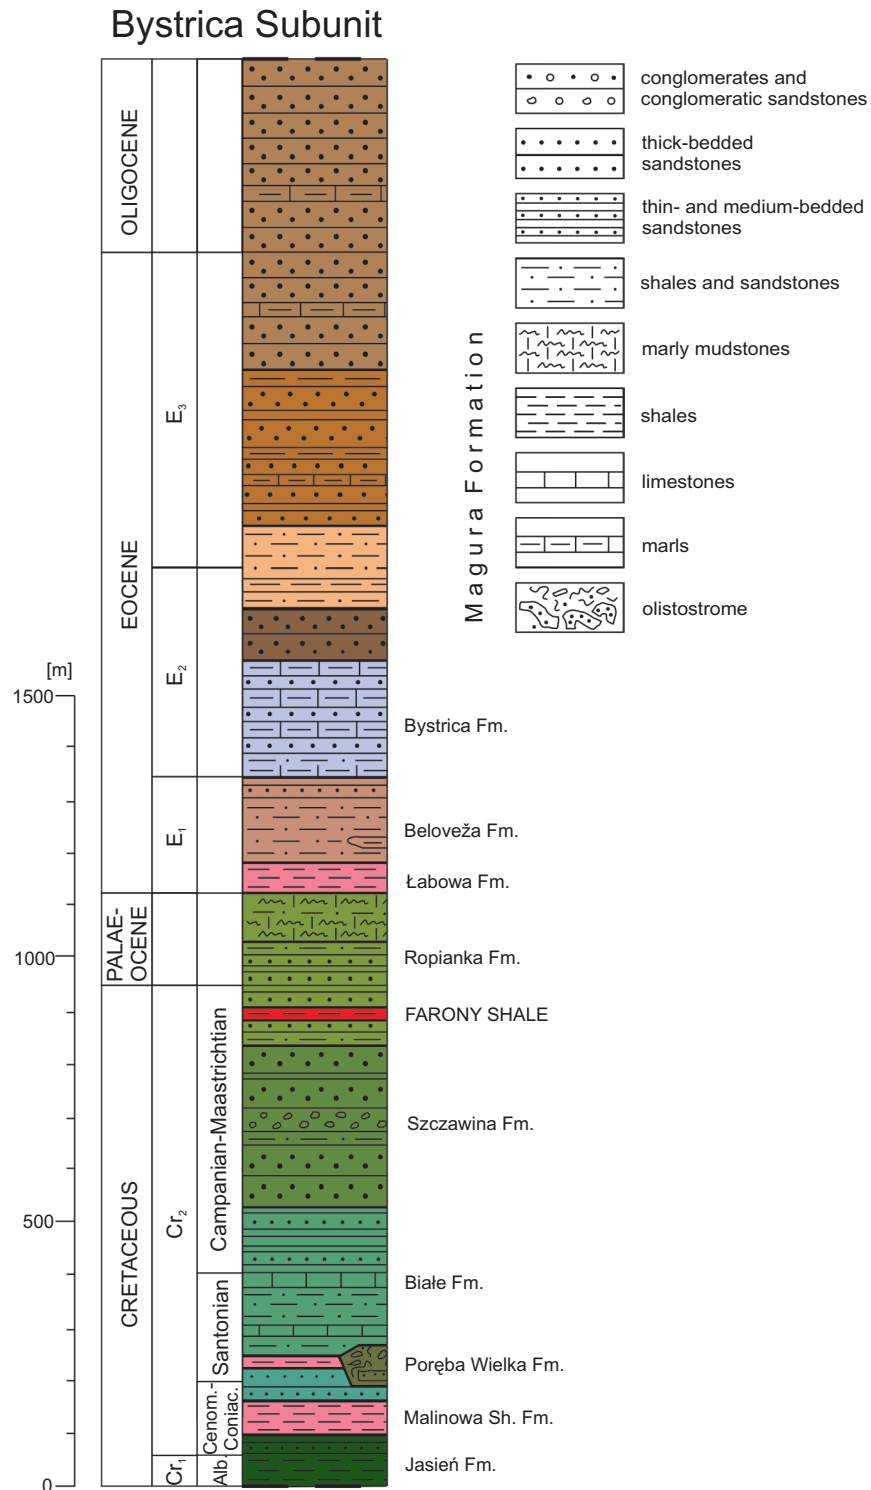 Bystrica Subunit
OLIGOCENE
EOCENE
PALAE-
OCENE
CRETACEOUS
E3
E2
E1
Cr2
Cr1
Campanian-Maastrichtian
Santonian
Cenom.-
Coniac.
Alb.
[m]
1500
1000
500
0
Bystrica Fm.
Beloveža Fm.
Łabowa Fm.
Ropianka Fm.
FARONY SHALE
Szczawina Fm.
Białe Fm.
Poręba Wielka Fm.
Malinowa Sh. Fm.
Jasień Fm.
Magura Formation
conglomerates and
conglomeratic sandstones
thick-bedded
sandstones
thin- and medium-bedded
sandstones
shales and sandstones
marly mudstones
shales
limestones
marls
olistostrome